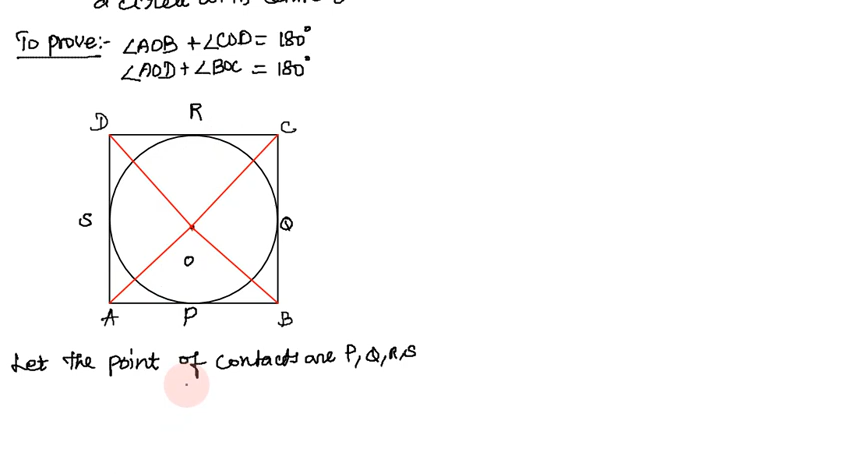 To prove:- ∠AOB + ∠COD = 180°
∠AOD + ∠BOC = 180°
D R C
S Q
O
A P B
Let the point of contacts are P, Q, R, S